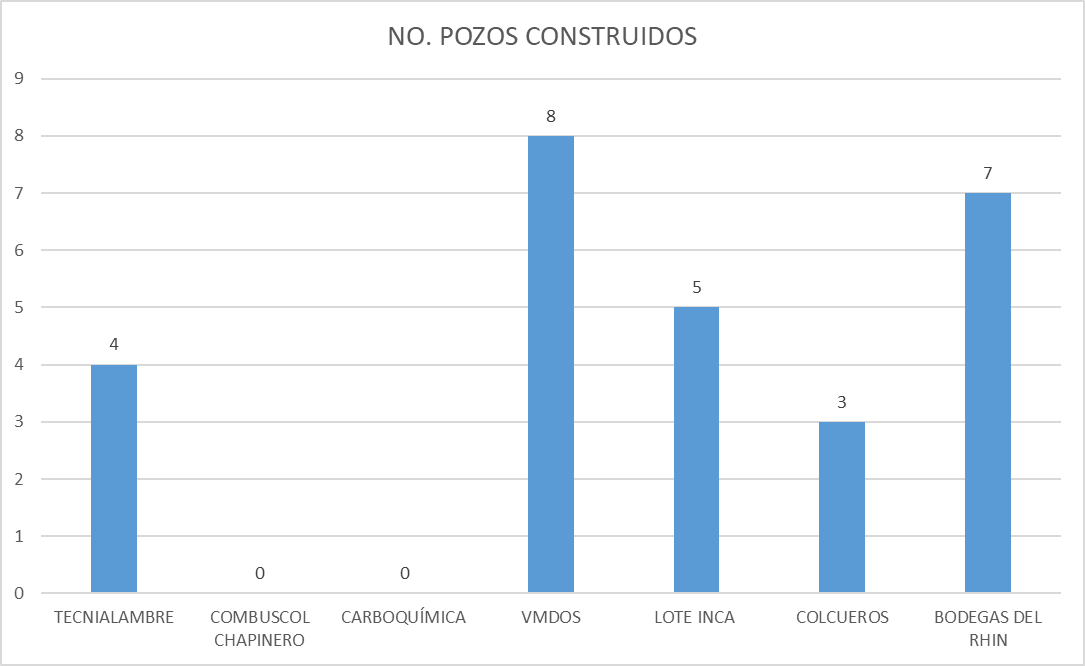 NO. POZOS CONSTRUIDOS
9
8
7
6
5
4
3
2
1
0
4
0
0
8
5
3
7
TECNIALAMBRE
COMBUSCOL
CHAPINERO
CARBOQUÍMICA
VMDOS
LOTE INCA
COLCUEROS
BODEGAS DEL
RHIN